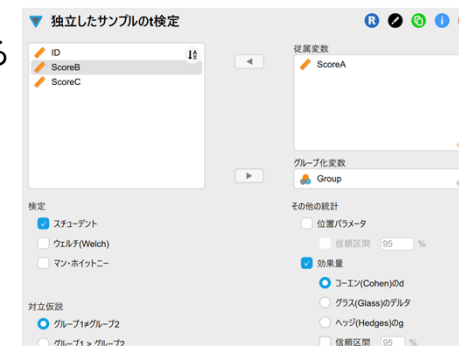 る
独立したサンプルのt検定
R
i
ID
ScoreB
ScoreC
従属変数
ScoreA
グループ化変数
Group
検定
スチューデント
ウェルチ(Welch)
マン・ホイットニー
対立仮説
グループ1≠グループ2
グループ1 > グループ2
その他の統計
位置パラメータ
信頼区間 95 %
効果量
コーエン(Cohen)のd
グラス(Glass)のデルタ
ヘッジ(Hedges)のg
信頼区間 95 %